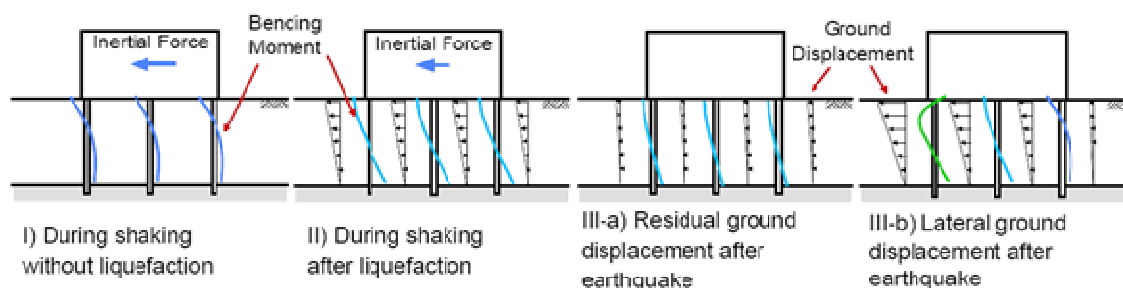 Inertial Force
Bencing
Moment
Inertial Force
Ground
Displacement
I) During shaking
without liquefaction
II) During shaking
after liquefaction
III-a) Residual ground
displacement after
earthquake
III-b) Lateral ground
displacement after
earthquake